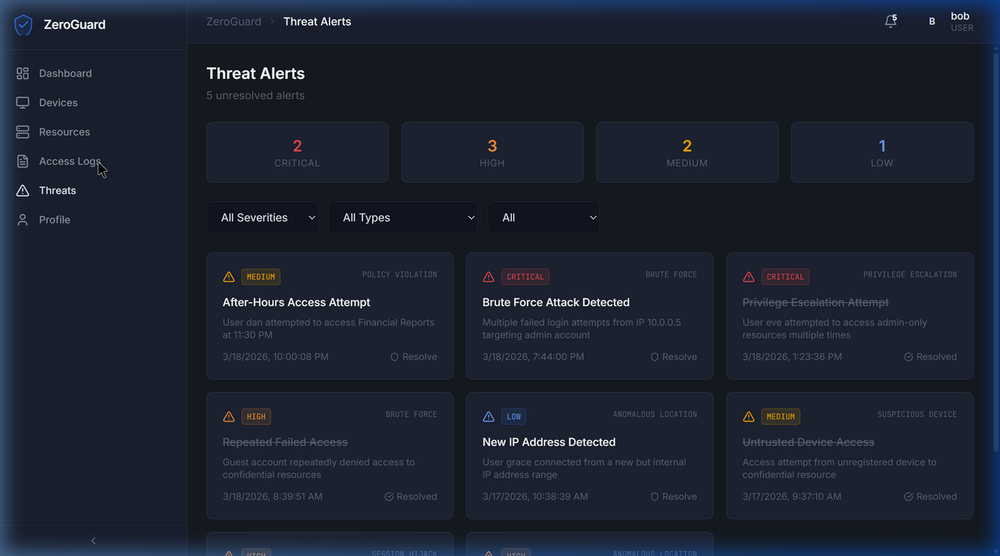 ZeroGuard
Dashboard
Devices
Resources
Access Logs
Threats
Profile
ZeroGuard > Threat Alerts
5
B
bob
USER
Threat Alerts
5 unresolved alerts
2
CRITICAL
3
HIGH
2
MEDIUM
1
LOW
All Severities
All Types
All
MEDIUM
POLICY VIOLATION
After-Hours Access Attempt
User dan attempted to access Financial Reports
at 11:30 PM
3/18/2026, 10:00:08 PM
Resolve
CRITICAL
BRUTE FORCE
Brute Force Attack Detected
Multiple failed login attempts from IP 10.0.0.5
targeting admin account
3/18/2026, 7:44:00 PM
Resolve
CRITICAL
PRIVILEGE ESCALATION
Privilege Escalation Attempt
User eve attempted to access admin-only
resources multiple times
3/18/2026, 1:23:36 PM
Resolved
HIGH
BRUTE FORCE
Repeated Failed Access
Guest account repeatedly denied access to
confidential resources
3/18/2026, 8:39:51 AM
Resolved
LOW
ANOMALOUS LOCATION
New IP Address Detected
User grace connected from a new but internal
IP address range
3/17/2026, 10:38:39 AM
Resolve
MEDIUM
SUSPICIOUS DEVICE
Untrusted Device Access
Access attempt from unregistered device to
confidential resource
3/17/2026, 9:37:10 AM
Resolved
HIGH
SESSION HIJACK
HIGH
ANOMALOUS LOCATION